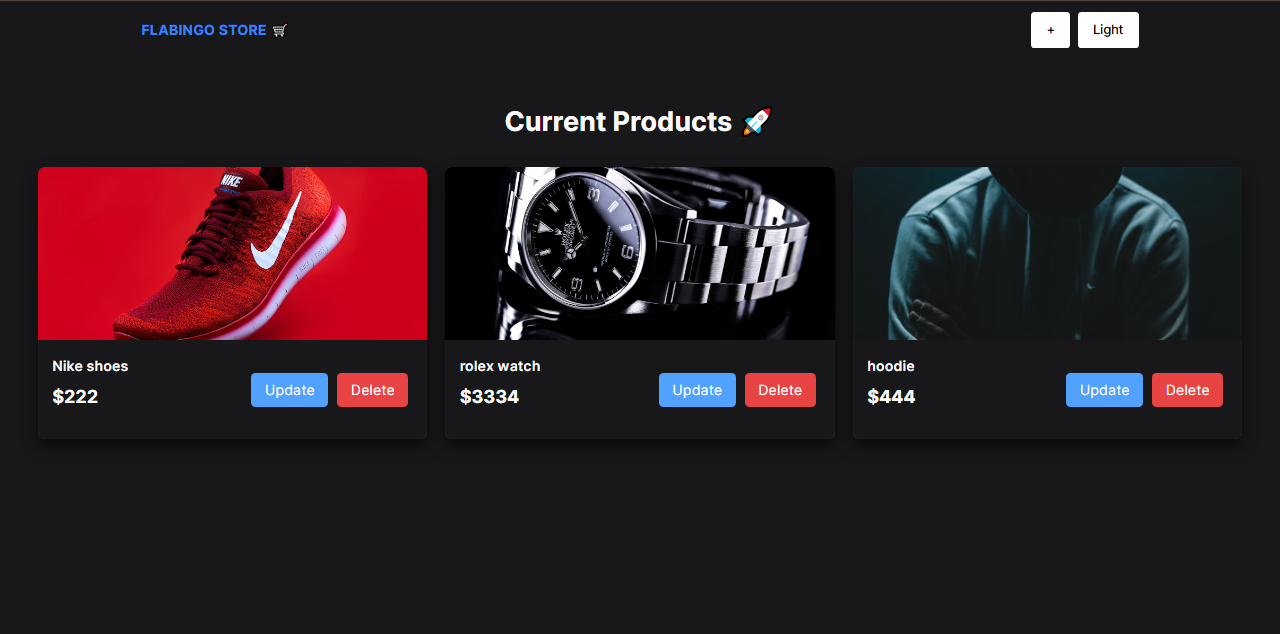 FLABINGO STORE 🛒
+ Light
Current Products 🚀
NIKE
Nike shoes
$222
Update Delete
rolex watch
$3334
Update Delete
hoodie
$444
Update Delete